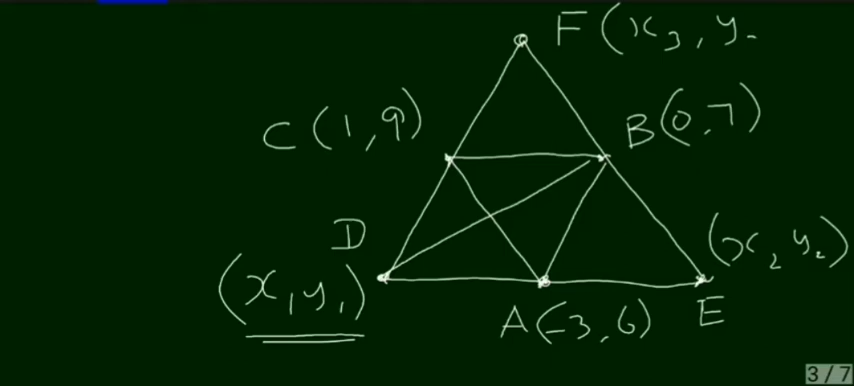 F (x₃, y
C (1, 9)
B (0, 7)
D
(x₂ y₂)
(x₁ y₁)
A (-3, 6)
E
3 / 7